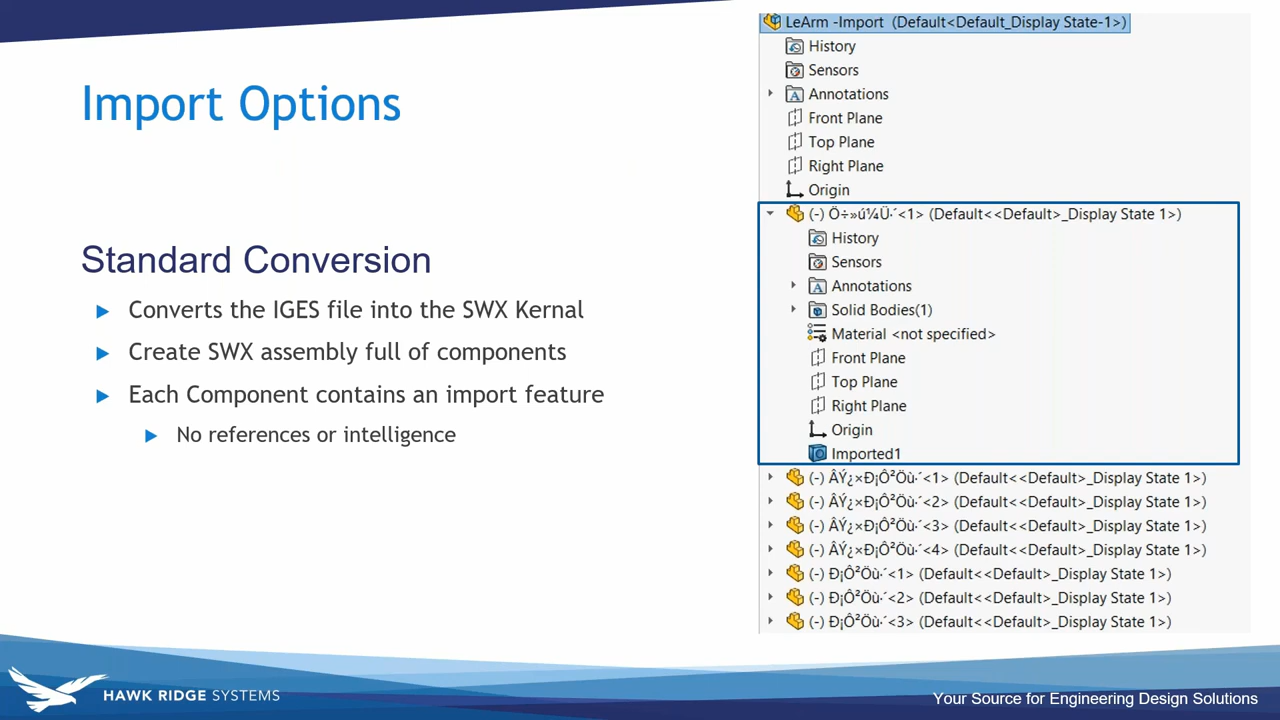 Import Options
Standard Conversion
Converts the IGES file into the SWX Kernal
Create SWX assembly full of components
Each Component contains an import feature
No references or intelligence
LeArm -Import (Default<Default_Display State-1>)
History
Sensors
Annotations
Front Plane
Top Plane
Right Plane
Origin
(-) Ö÷»ú¼Ü·´<1> (Default<<Default>_Display State 1>)
History
Sensors
Annotations
Solid Bodies(1)
Material <not specified>
Front Plane
Top Plane
Right Plane
Origin
Imported1
(-) ÂÝ¿×Ð¡Ô²Öù·´<1> (Default<<Default>_Display State 1>)
(-) ÂÝ¿×Ð¡Ô²Öù·´<2> (Default<<Default>_Display State 1>)
(-) ÂÝ¿×Ð¡Ô²Öù·´<3> (Default<<Default>_Display State 1>)
(-) ÂÝ¿×Ð¡Ô²Öù·´<4> (Default<<Default>_Display State 1>)
(-) Ð¡Ô²Öù·´<1> (Default<<Default>_Display State 1>)
(-) Ð¡Ô²Öù·´<2> (Default<<Default>_Display State 1>)
(-) Ð¡Ô²Öù·´<3> (Default<<Default>_Display State 1>)
HAWK RIDGE SYSTEMS
Your Source for Engineering Design Solutions